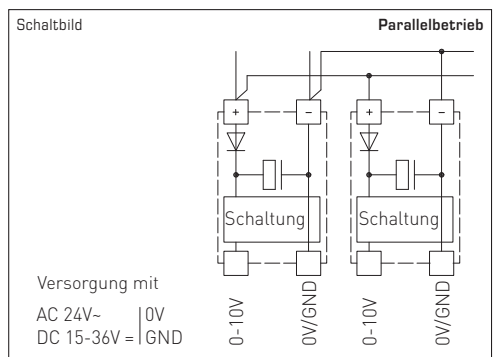 Schaltbild
Parallelbetrieb
+ – + –
Schaltung Schaltung
Versorgung mit
AC 24V~ 0V
DC 15-36V = GND
0-10V
0V/GND
0-10V
0V/GND